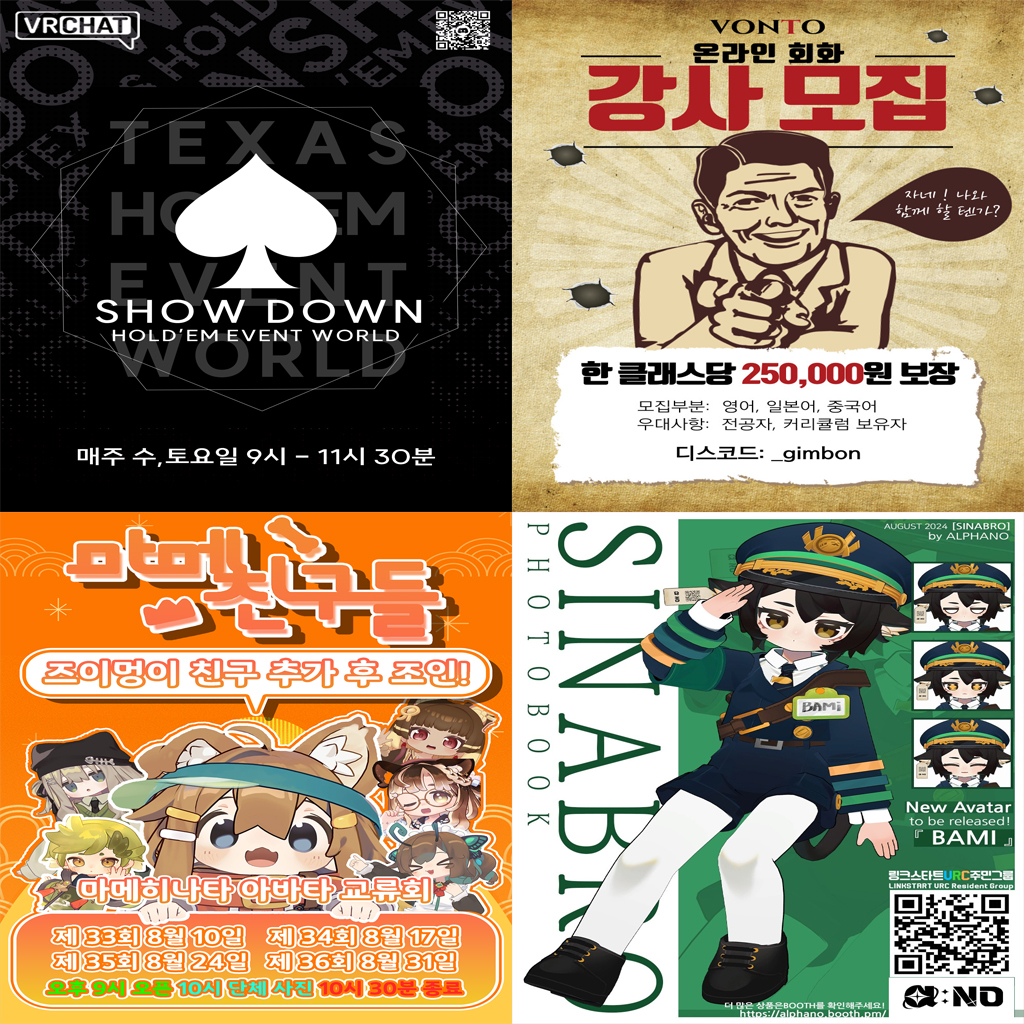 VRCHAT
TEXAS
HOLD'EM
EVENT
WORLD
SHOW DOWN
HOLD'EM EVENT WORLD
매주 수,토요일 9시 – 11시 30분
VONTO
온라인 회화
강사 모집
자네! 나와
함께 할 텐가?
한 클래스당 250,000원 보장
모집부분: 영어, 일본어, 중국어
우대사항: 전공자, 커리큘럼 보유자
디스코드: _gimbon
마메친구들
즈이멍이 친구 추가 후 조인!
마메히나타 아바타 교류회
제 33회 8월 10일 제 34회 8월 17일
제 35회 8월 24일 제 36회 8월 31일
오후 9시 오픈 10시 단체 사진 10시 30분 종료
SINABRO
PHOTOBOOK
AUGUST 2024 [SINABRO]
by ALPHANO
BAMi
New Avatar
to be released!
『 BAMI 』
링크스타트URC주민그룹
LINKSTART URC Resident Group
α:NO
더 많은 상품은BOOTH를 확인해주세요!
https://alphano.booth.pm/